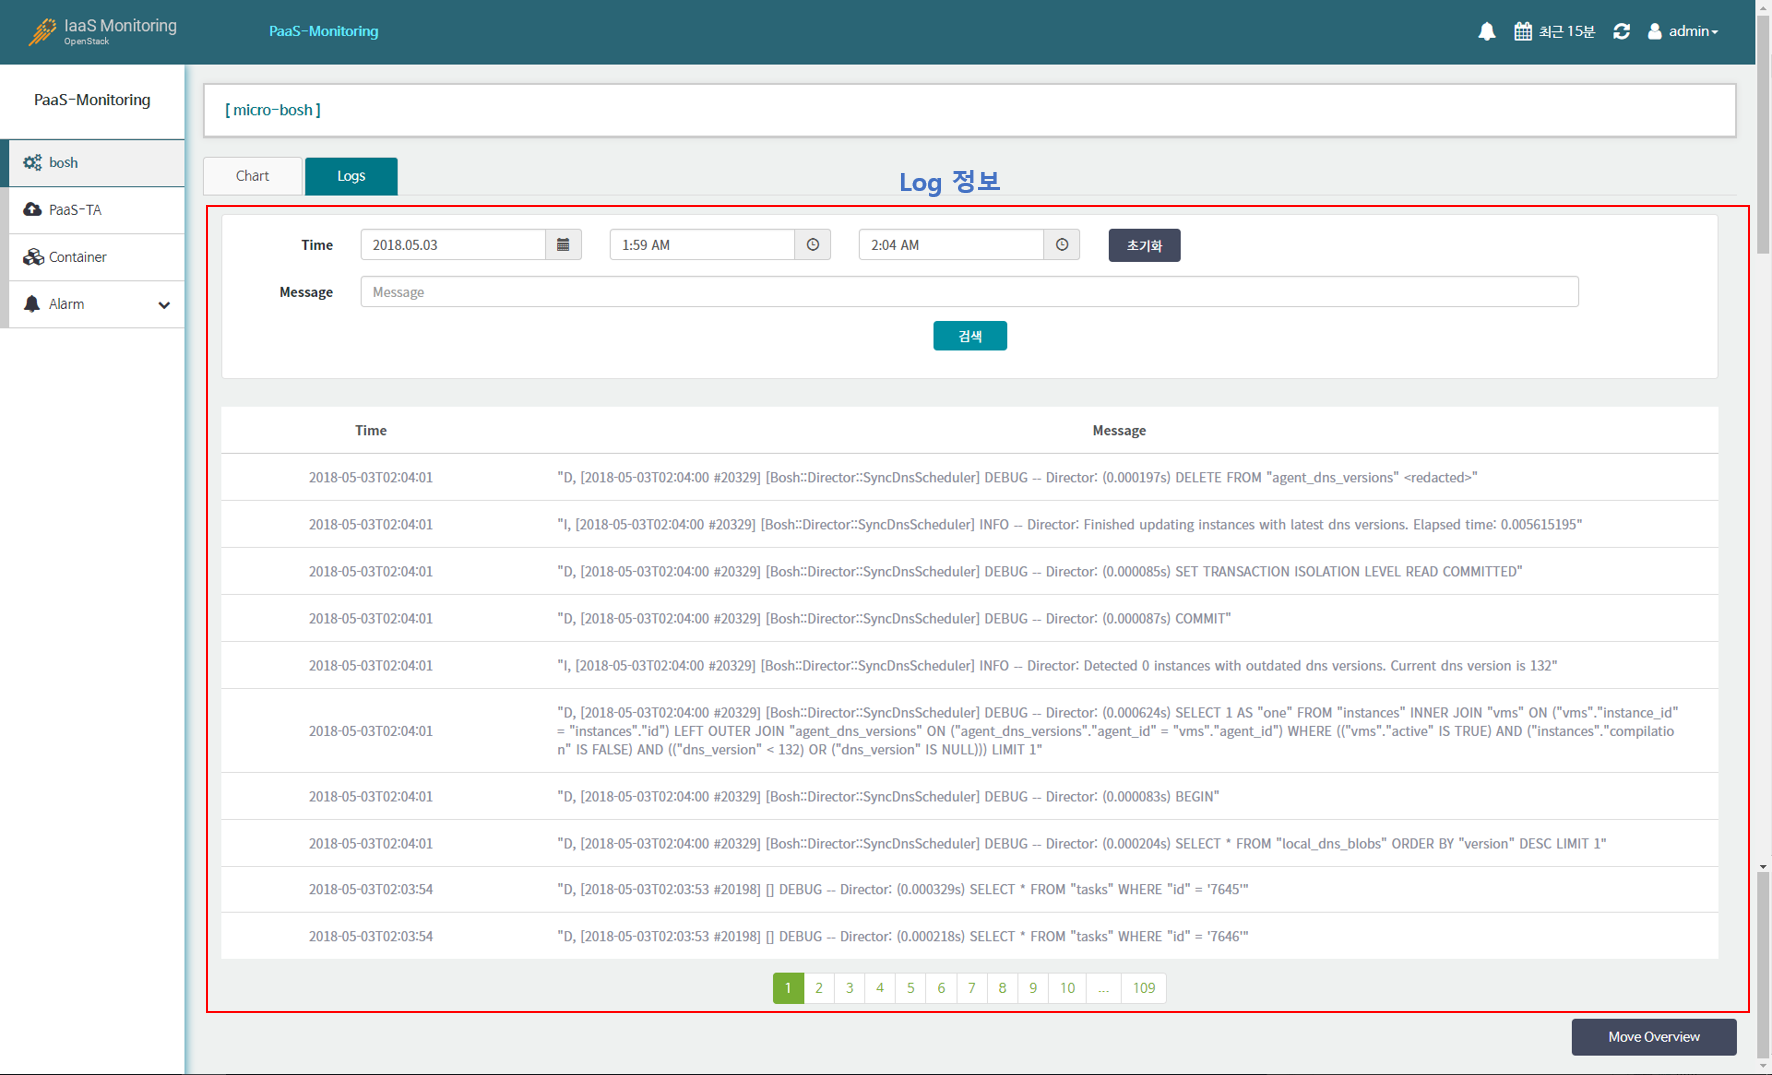 IaaS Monitoring
OpenStack
PaaS-Monitoring
최근 15분
admin
PaaS-Monitoring
bosh
PaaS-TA
Container
Alarm
[ micro-bosh ]
Chart
Logs
Log 정보
Time
2018.05.03
1:59 AM
2:04 AM
초기화
Message
Message
검색
Time
Message
2018-05-03T02:04:01
"D, [2018-05-03T02:04:00 #20329] [Bosh::Director::SyncDnsScheduler] DEBUG -- Director: (0.000197s) DELETE FROM "agent_dns_versions" <redacted>"
2018-05-03T02:04:01
"I, [2018-05-03T02:04:00 #20329] [Bosh::Director::SyncDnsScheduler] INFO -- Director: Finished updating instances with latest dns versions. Elapsed time: 0.005615195"
2018-05-03T02:04:01
"D, [2018-05-03T02:04:00 #20329] [Bosh::Director::SyncDnsScheduler] DEBUG -- Director: (0.000085s) SET TRANSACTION ISOLATION LEVEL READ COMMITTED"
2018-05-03T02:04:01
"D, [2018-05-03T02:04:00 #20329] [Bosh::Director::SyncDnsScheduler] DEBUG -- Director: (0.000087s) COMMIT"
2018-05-03T02:04:01
"I, [2018-05-03T02:04:00 #20329] [Bosh::Director::SyncDnsScheduler] INFO -- Director: Detected 0 instances with outdated dns versions. Current dns version is 132"
2018-05-03T02:04:01
"D, [2018-05-03T02:04:00 #20329] [Bosh::Director::SyncDnsScheduler] DEBUG -- Director: (0.000624s) SELECT 1 AS "one" FROM "instances" INNER JOIN "vms" ON ("vms"."instance_id"
= "instances"."id") LEFT OUTER JOIN "agent_dns_versions" ON ("agent_dns_versions"."agent_id" = "vms"."agent_id") WHERE (("vms"."active" IS TRUE) AND ("instances"."compilatio
n" IS FALSE) AND (("dns_version" < 132) OR ("dns_version" IS NULL))) LIMIT 1"
2018-05-03T02:04:01
"D, [2018-05-03T02:04:00 #20329] [Bosh::Director::SyncDnsScheduler] DEBUG -- Director: (0.000083s) BEGIN"
2018-05-03T02:04:01
"D, [2018-05-03T02:04:00 #20329] [Bosh::Director::SyncDnsScheduler] DEBUG -- Director: (0.000204s) SELECT * FROM "local_dns_blobs" ORDER BY "version" DESC LIMIT 1"
2018-05-03T02:03:54
"D, [2018-05-03T02:03:53 #20198] [] DEBUG -- Director: (0.000329s) SELECT * FROM "tasks" WHERE "id" = '7645'"
2018-05-03T02:03:54
"D, [2018-05-03T02:03:53 #20198] [] DEBUG -- Director: (0.000218s) SELECT * FROM "tasks" WHERE "id" = '7646'"
1 2 3 4 5 6 7 8 9 10 ... 109
Move Overview